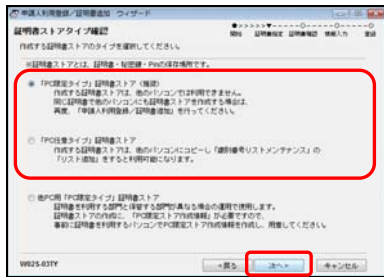 申請人利用登録／証明書追加 ウィザード
証明書ストアタイプ確認
開始 証明書指定 証明書確認 情報入力 登録
作成する証明書ストアのタイプを選択してください。
※証明書ストアとは、証明書・秘密鍵・Pinの保存場所です。
「PC限定タイプ」証明書ストア（推奨）
作成する証明書ストアは、他のパソコンでは利用できません。
同じ証明書で他のパソコンにも証明書ストアを作成する場合は、
再度、「申請人利用登録／証明書追加」を行ってください。
「PC任意タイプ」証明書ストア
作成する証明書ストアは、他のパソコンにコピーし「識別番号リストメンテナンス」の
「リスト追加」をすると利用可能になります。
他PC用「PC限定タイプ」証明書ストア
証明書を利用する部門と保管する部門が異なる場合の運用で使用します。
証明書ストアの作成に、「PC限定ストア作成情報」が必要ですので、
事前に証明書を利用するパソコンでPC限定ストア作成情報を作成し、用意してください。
W025-03TY
＜戻る
次へ＞
キャンセル